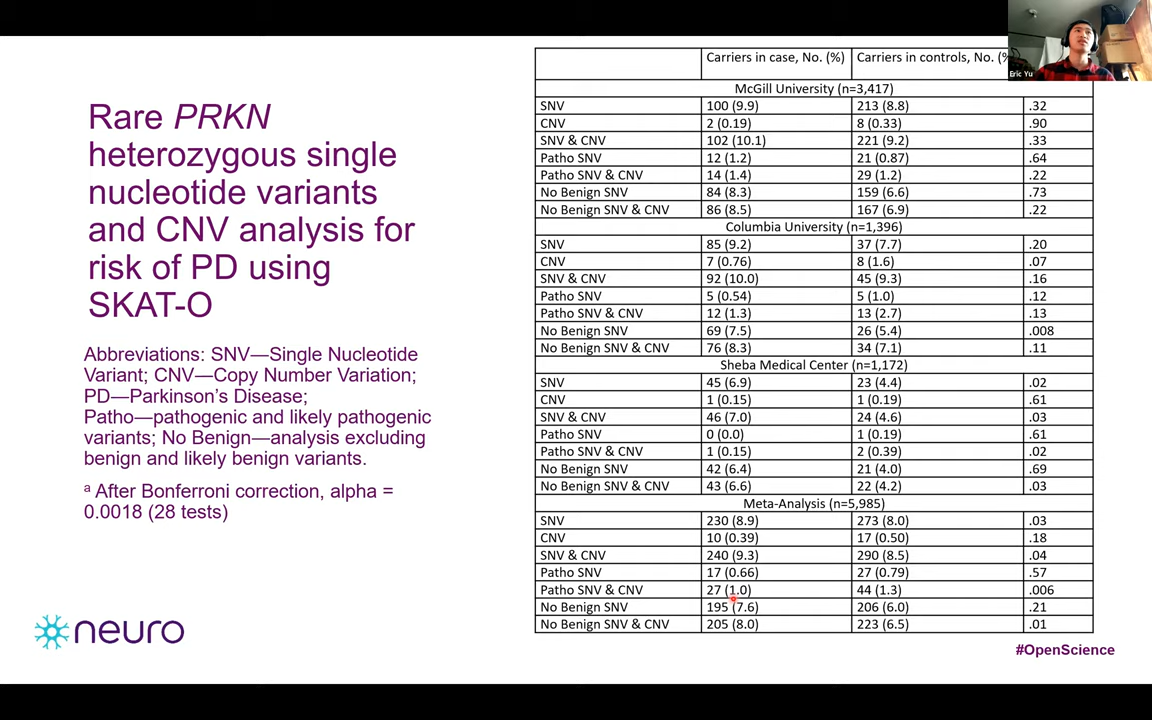 Rare PRKN
heterozygous single
nucleotide variants
and CNV analysis for
risk of PD using
SKAT-O
Abbreviations: SNV—Single Nucleotide
Variant; CNV—Copy Number Variation;
PD—Parkinson's Disease;
Patho—pathogenic and likely pathogenic
variants; No Benign—analysis excluding
benign and likely benign variants.
a After Bonferroni correction, alpha =
0.0018 (28 tests)
neuro
Carriers in case, No. (%) Carriers in controls, No. (%
McGill University (n=3,417)
SNV 100 (9.9) 213 (8.8) .32
CNV 2 (0.19) 8 (0.33) .90
SNV & CNV 102 (10.1) 221 (9.2) .33
Patho SNV 12 (1.2) 21 (0.87) .64
Patho SNV & CNV 14 (1.4) 29 (1.2) .22
No Benign SNV 84 (8.3) 159 (6.6) .73
No Benign SNV & CNV 86 (8.5) 167 (6.9) .22
Columbia University (n=1,396)
SNV 85 (9.2) 37 (7.7) .20
CNV 7 (0.76) 8 (1.6) .07
SNV & CNV 92 (10.0) 45 (9.3) .16
Patho SNV 5 (0.54) 5 (1.0) .12
Patho SNV & CNV 12 (1.3) 13 (2.7) .13
No Benign SNV 69 (7.5) 26 (5.4) .008
No Benign SNV & CNV 76 (8.3) 34 (7.1) .11
Sheba Medical Center (n=1,172)
SNV 45 (6.9) 23 (4.4) .02
CNV 1 (0.15) 1 (0.19) .61
SNV & CNV 46 (7.0) 24 (4.6) .03
Patho SNV 0 (0.0) 1 (0.19) .61
Patho SNV & CNV 1 (0.15) 2 (0.39) .02
No Benign SNV 42 (6.4) 21 (4.0) .69
No Benign SNV & CNV 43 (6.6) 22 (4.2) .03
Meta-Analysis (n=5,985)
SNV 230 (8.9) 273 (8.0) .03
CNV 10 (0.39) 17 (0.50) .18
SNV & CNV 240 (9.3) 290 (8.5) .04
Patho SNV 17 (0.66) 27 (0.79) .57
Patho SNV & CNV 27 (1.0) 44 (1.3) .006
No Benign SNV 195 (7.6) 206 (6.0) .21
No Benign SNV & CNV 205 (8.0) 223 (6.5) .01
#OpenScience
Eric Yu